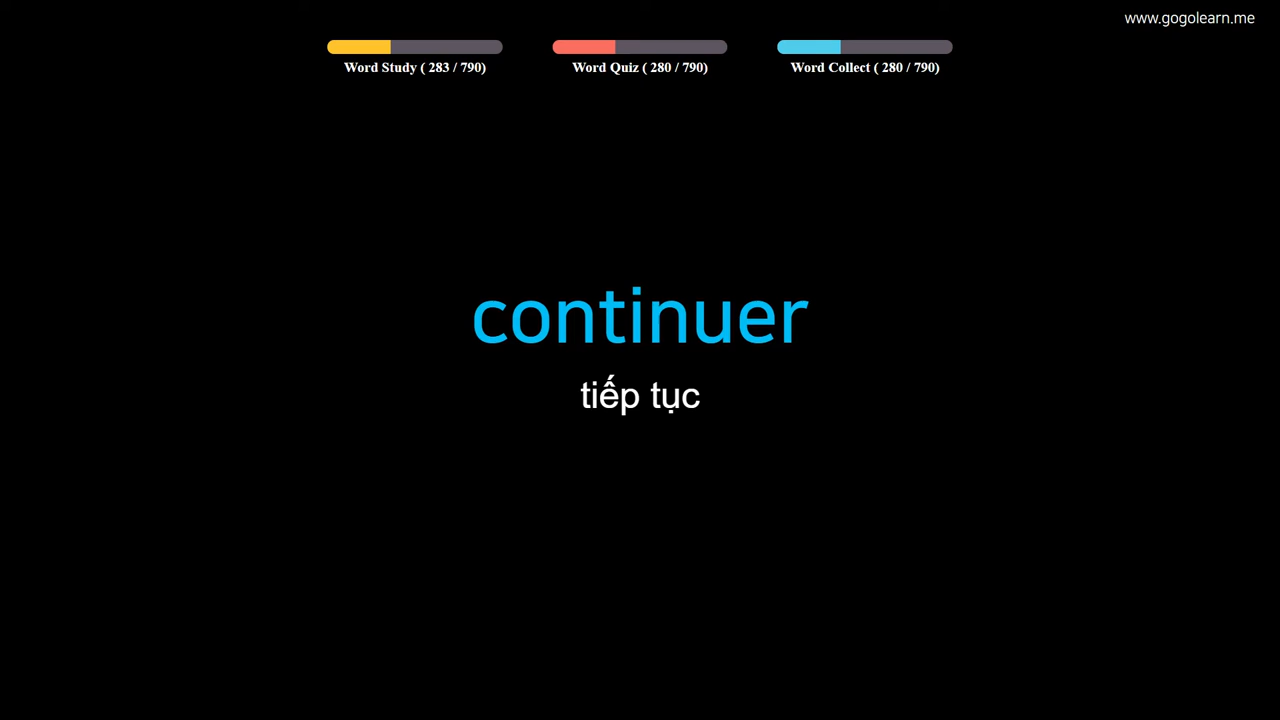 www.gogolearn.me
Word Study ( 283 / 790) Word Quiz ( 280 / 790) Word Collect ( 280 / 790)
continuer
tiếp tục